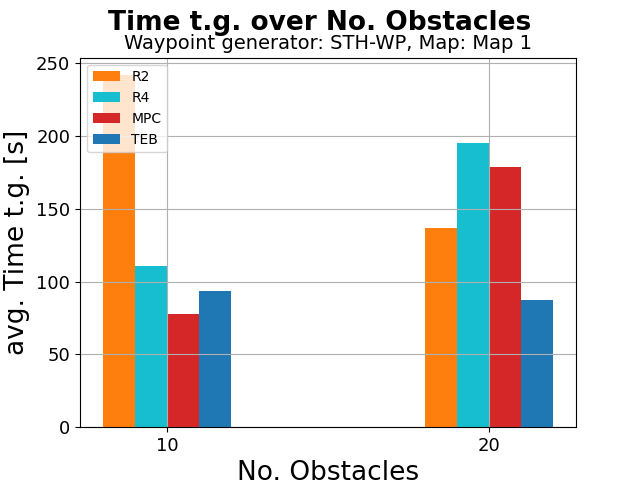 Time t.g. over No. Obstacles
Waypoint generator: STH-WP, Map: Map 1
R2
R4
MPC
TEB
avg. Time t.g. [s]
250
200
150
100
50
0
10 20
No. Obstacles